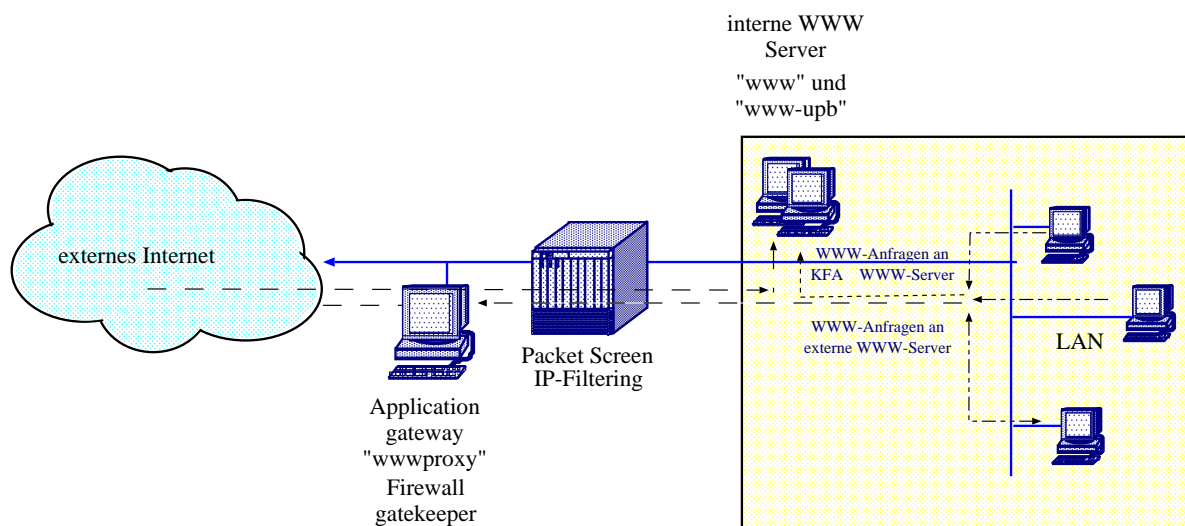 interne WWW
Server
"www" und
"www-upb"
externes Internet
WWW-Anfragen an
KFA WWW-Server
WWW-Anfragen an
externe WWW-Server
LAN
Packet Screen
IP-Filtering
Application
gateway
"wwwproxy"
Firewall
gatekeeper